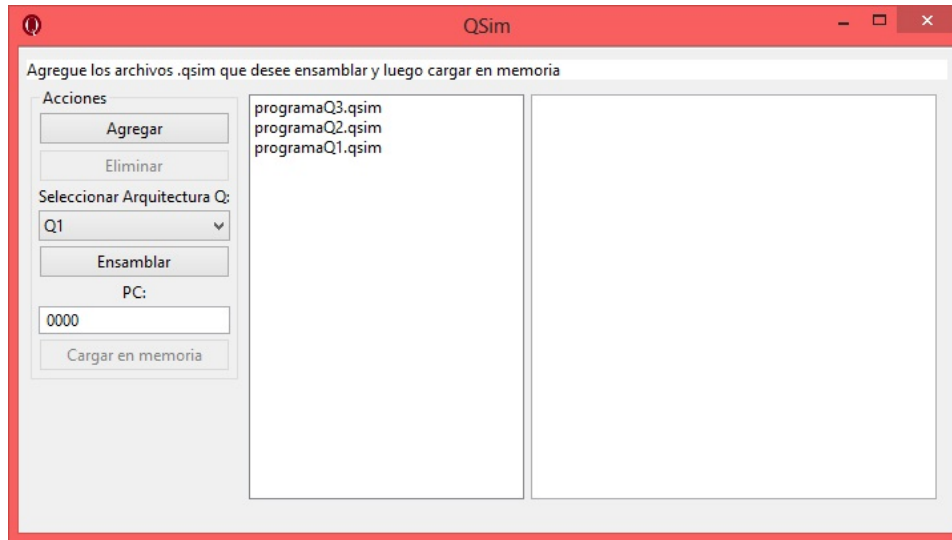 QSim
Agregue los archivos .qsim que desee ensamblar y luego cargar en memoria
Acciones
Agregar
Eliminar
Seleccionar Arquitectura Q:
Q1
Ensamblar
PC:
0000
Cargar en memoria
programaQ3.qsim
programaQ2.qsim
programaQ1.qsim